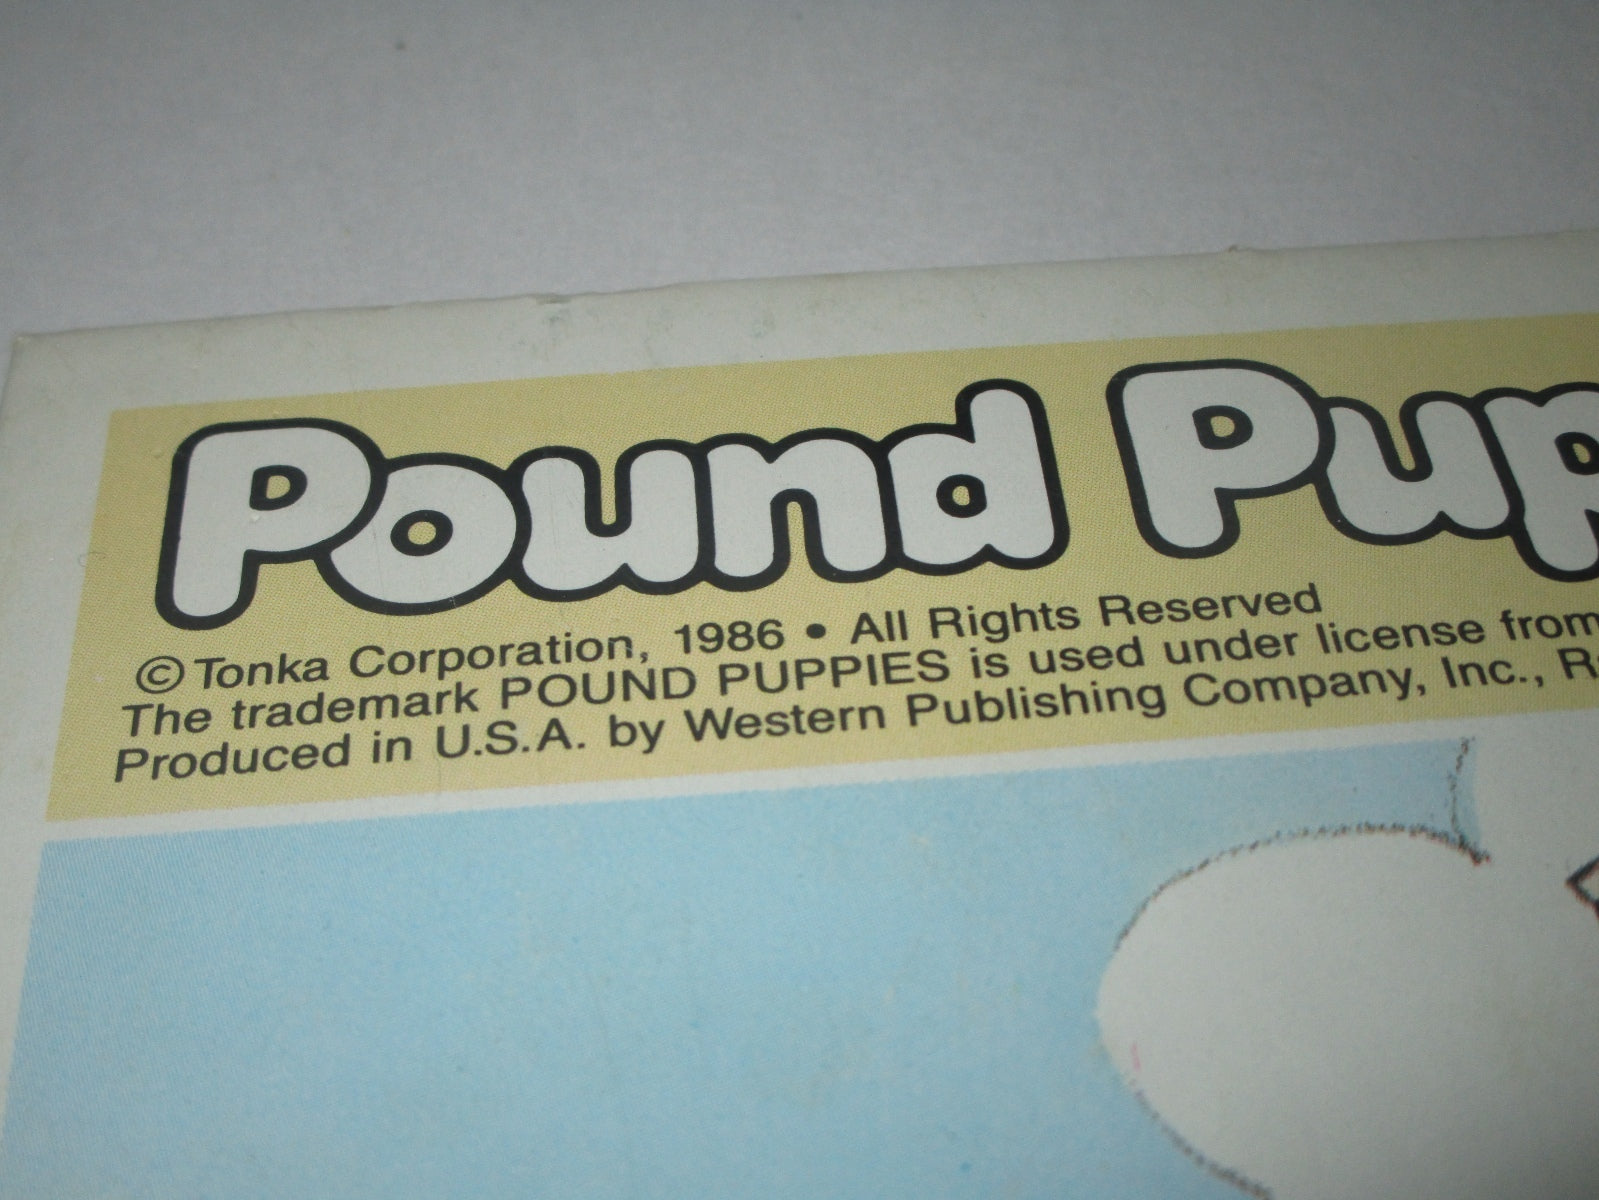 Pound Pup
© Tonka Corporation, 1986 • All Rights Reserved
The trademark POUND PUPPIES is used under license from
Produced in U.S.A. by Western Publishing Company, Inc.,